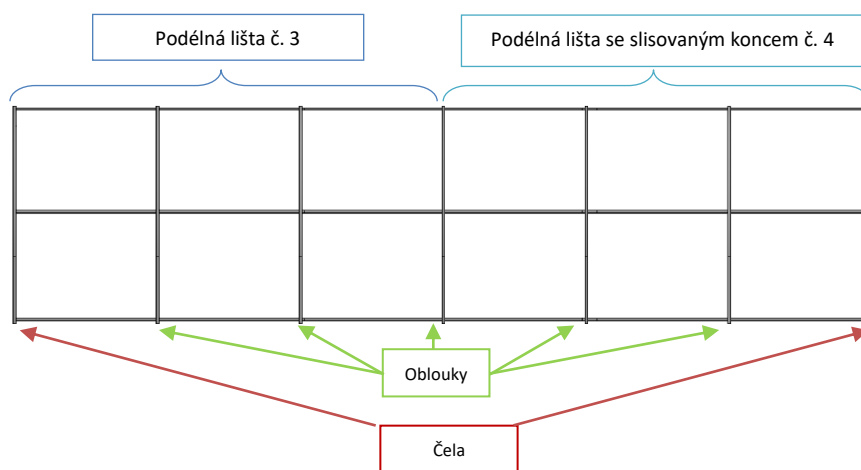 Podélná lišta č. 3
Podélná lišta se slisovaným koncem č. 4
Oblouky
Čela